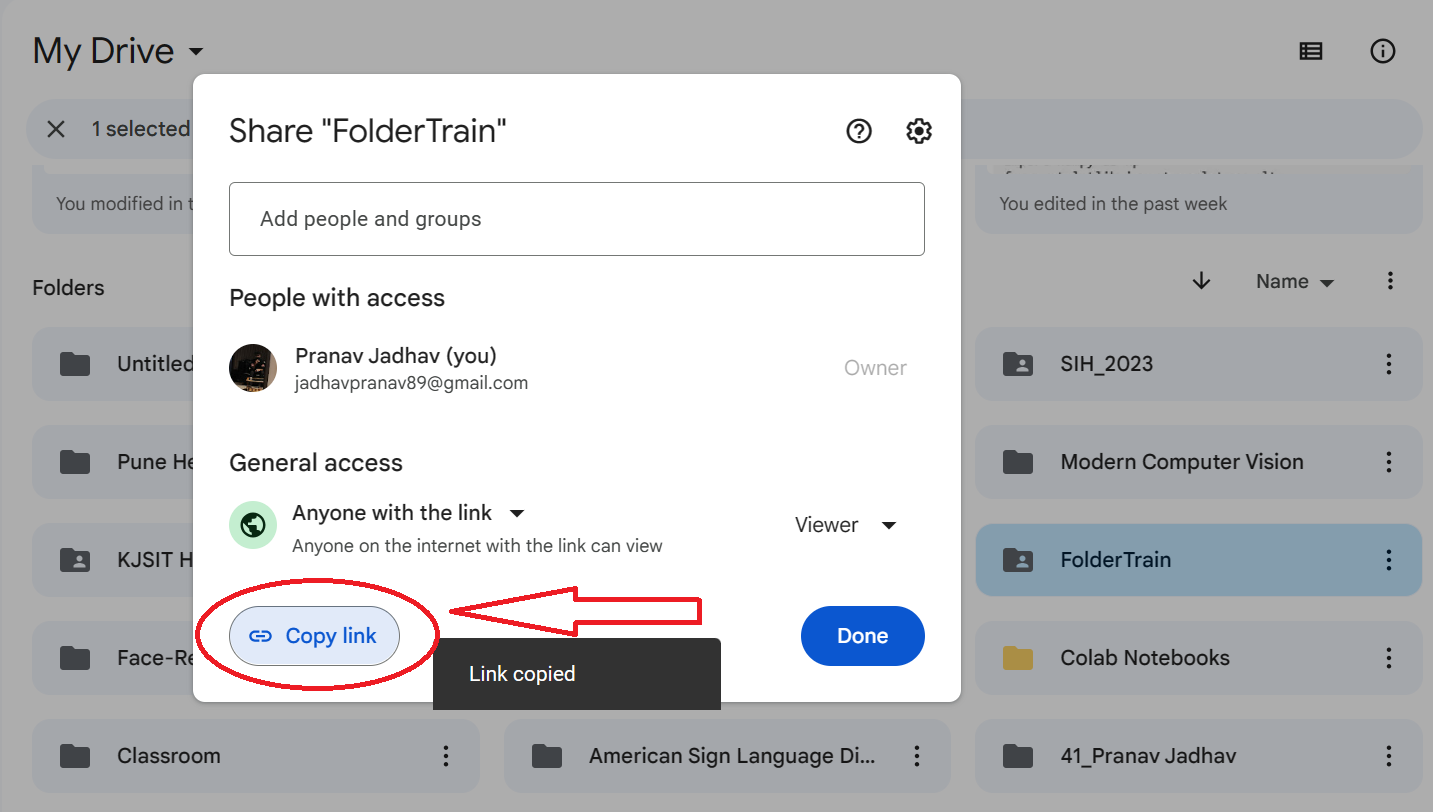 My Drive
1 selected
Share "FolderTrain"
Add people and groups
You modified in t
You edited in the past week
People with access
Folders
Name
Pranav Jadhav (you)
jadhavpranav89@gmail.com
Owner
Untitled
SIH_2023
General access
Pune He
Modern Computer Vision
Anyone with the link
Anyone on the internet with the link can view
Viewer
KJSIT H
FolderTrain
Copy link
Done
Link copied
Face-Re
Colab Notebooks
Classroom
American Sign Language Di...
41_Pranav Jadhav